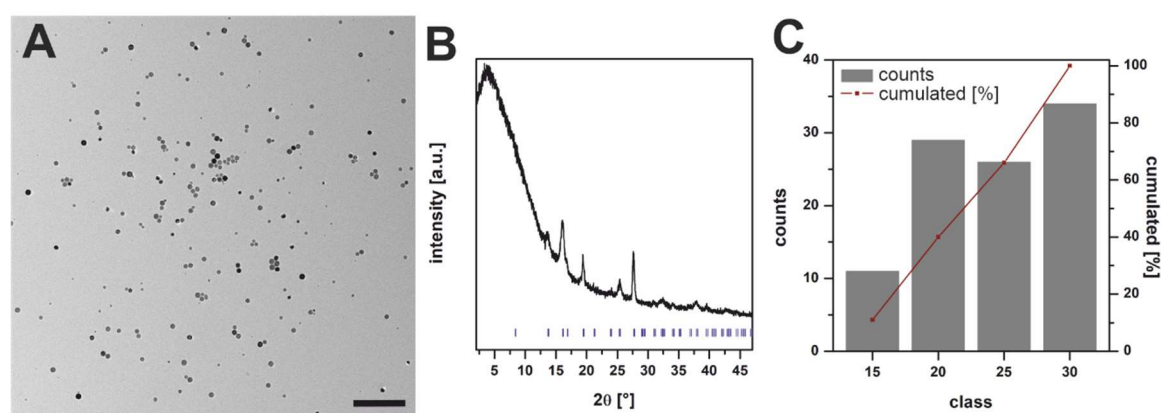 A
B
intensity [a.u.]
5 10 15 20 25 30 35 40 45
2θ [°]
C
counts
cumulated [%]
40
30
20
10
0
counts
100
80
60
40
20
0
cumulated [%]
15 20 25 30
class